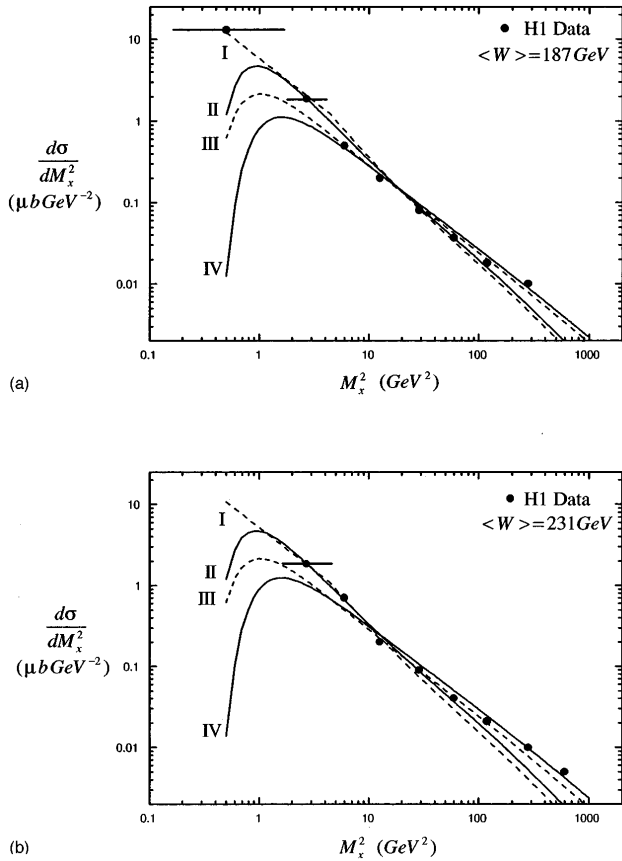 10
1
0.1
0.01
dσ
dM_x^2
(μbGeV^-2)
I
II
III
IV
H1 Data
<W>=187GeV
0.1 1 10 100 1000
M_x^2 (GeV^2)
(a)
10
1
0.1
0.01
dσ
dM_x^2
(μbGeV^-2)
I
II
III
IV
H1 Data
<W>=231GeV
0.1 1 10 100 1000
M_x^2 (GeV^2)
(b)